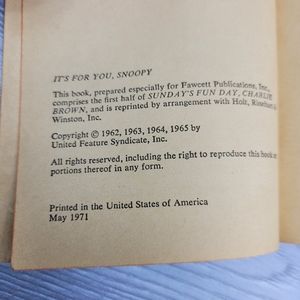 IT'S FOR YOU, SNOOPY
This book, prepared especially for Fawcett Publications, Inc.,
comprises the first half of SUNDAY'S FUN DAY, CHARLIE
BROWN, and is reprinted by arrangement with Holt, Rinehart &
Winston, Inc.
Copyright © 1962, 1963, 1964, 1965 by
United Feature Syndicate, Inc.
All rights reserved, including the right to reproduce this book or
portions thereof in any form.
Printed in the United States of America
May 1971